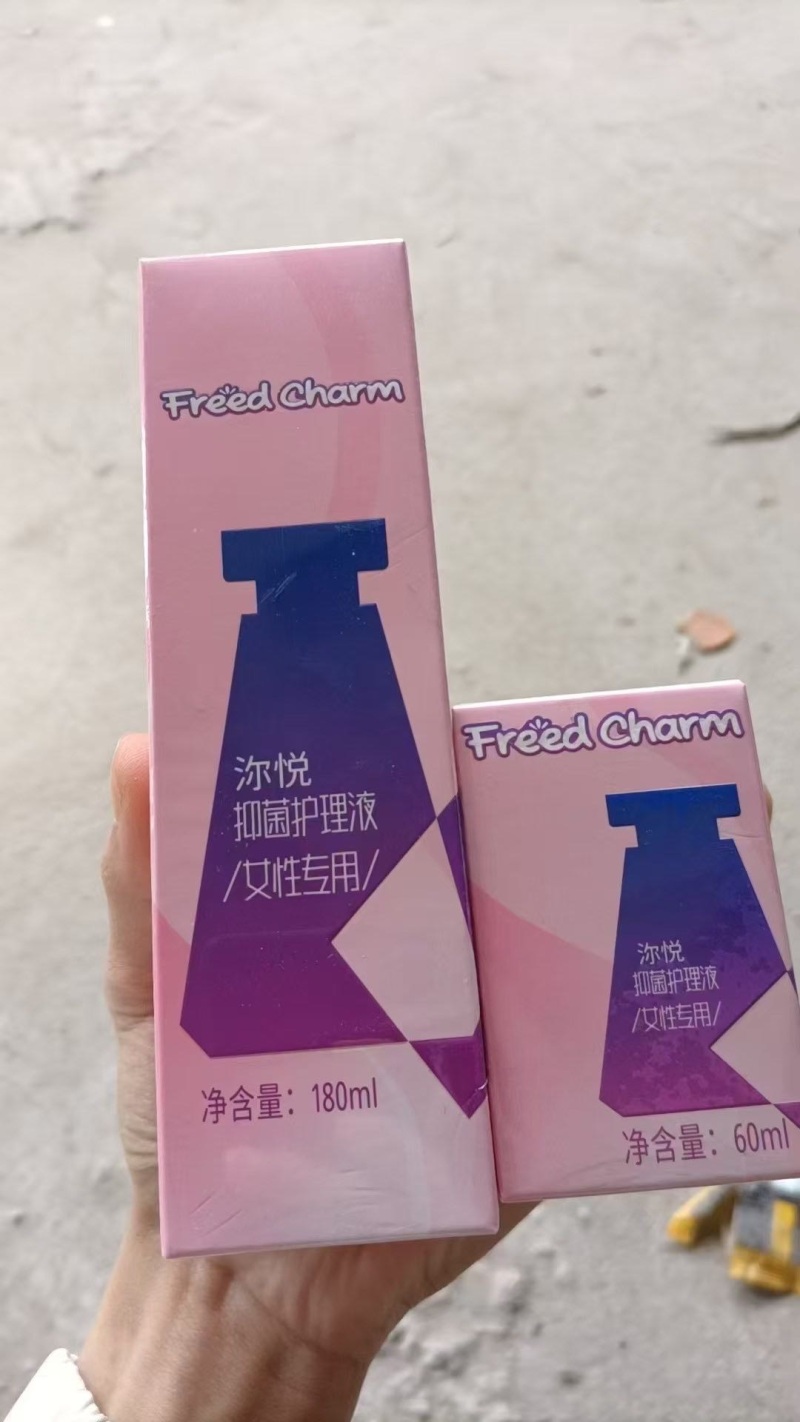 Freed Charm
沵悦
抑菌护理液
/女性专用/
净含量：180ml
Freed Charm
沵悦
抑菌护理液
/女性专用/
净含量：60ml